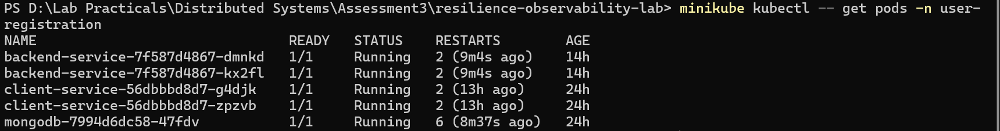 PS D:\Lab Practicals\Distributed Systems\Assessment3\resilience-observability-lab> minikube kubectl -- get pods -n user-
registration
NAME                               READY   STATUS    RESTARTS        AGE
backend-service-7f587d4867-dmnkd   1/1     Running   2 (9m4s ago)    14h
backend-service-7f587d4867-kx2fl   1/1     Running   2 (9m4s ago)    14h
client-service-56dbbbd8d7-g4djk    1/1     Running   2 (13h ago)     24h
client-service-56dbbbd8d7-zpzvb    1/1     Running   2 (13h ago)     24h
mongodb-7994d6dc58-47fdv           1/1     Running   6 (8m37s ago)   24h